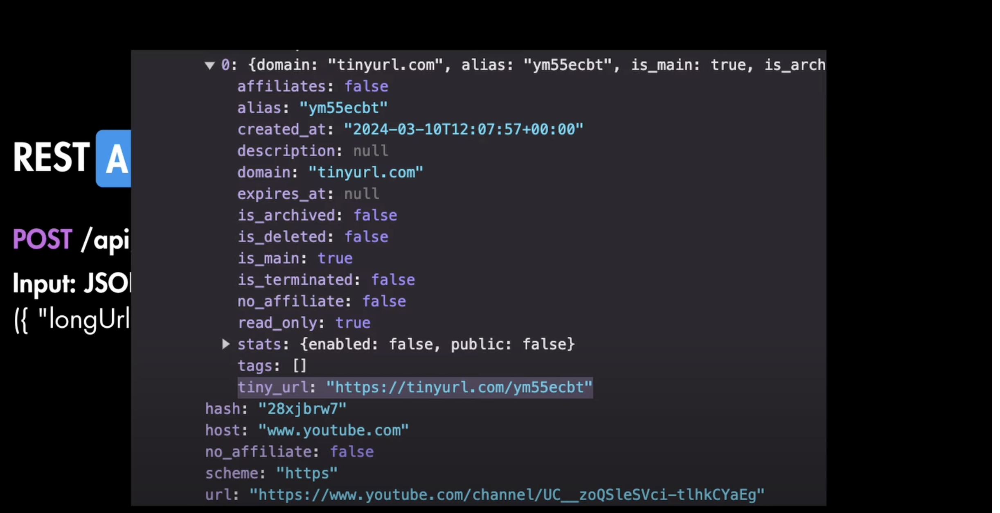 ▼ 0: {domain: "tinyurl.com", alias: "ym55ecbt", is_main: true, is_arch
affiliates: false
alias: "ym55ecbt"
created_at: "2024-03-10T12:07:57+00:00"
description: null
domain: "tinyurl.com"
expires_at: null
is_archived: false
is_deleted: false
is_main: true
is_terminated: false
no_affiliate: false
read_only: true
▶ stats: {enabled: false, public: false}
tags: []
tiny_url: "https://tinyurl.com/ym55ecbt"
hash: "28xjbrw7"
host: "www.youtube.com"
no_affiliate: false
scheme: "https"
url: "https://www.youtube.com/channel/UC__zoQSleSVci-tlhkCYaEg"
REST A
POST /api
Input: JSO
({ "longUrl